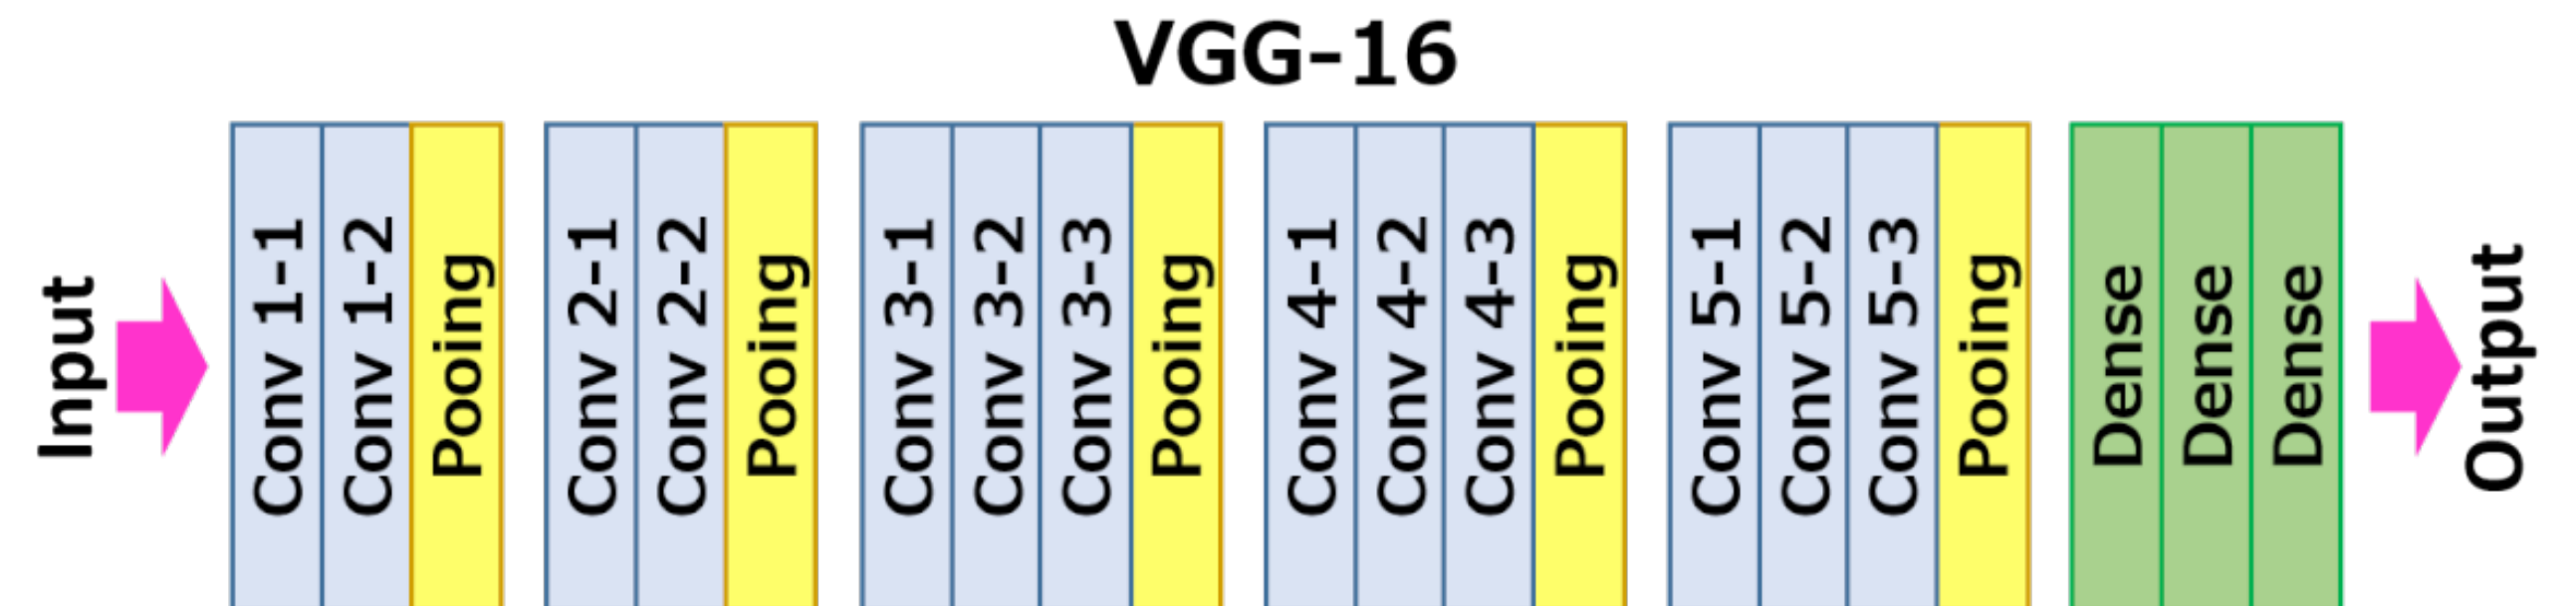 VGG-16
Input
Conv 1-1
Conv 1-2
Pooing
Conv 2-1
Conv 2-2
Pooing
Conv 3-1
Conv 3-2
Conv 3-3
Pooing
Conv 4-1
Conv 4-2
Conv 4-3
Pooing
Conv 5-1
Conv 5-2
Conv 5-3
Pooing
Dense
Dense
Dense
Output